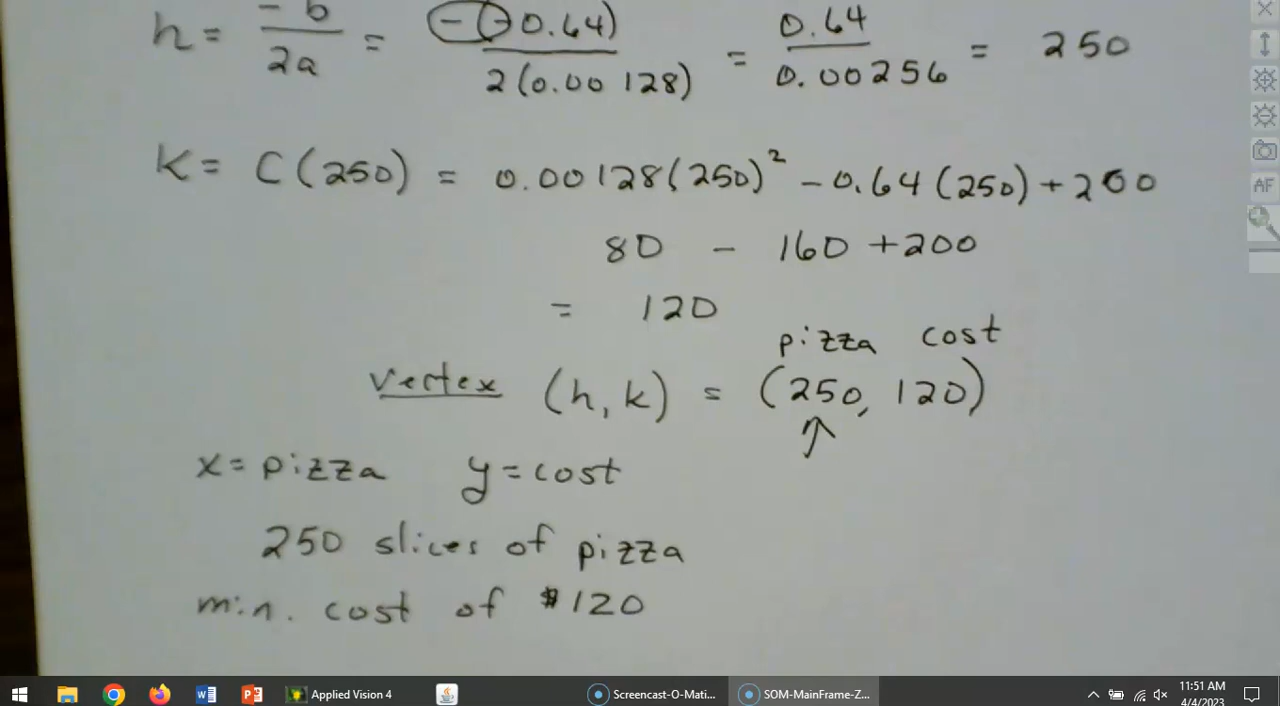 h = -b / 2a = -(-0.64) / 2(0.00128) = 0.64 / 0.00256 = 250
k = C(250) = 0.00128(250)² - 0.64(250) + 200
80 - 160 + 200
= 120
pizza cost
vertex (h, k) = (250, 120)
↑
x = pizza y = cost
250 slices of pizza
min. cost of $120
AF
Applied Vision 4
Screencast-O-Mati...
SOM-MainFrame-Z...
11:51 AM
4/4/2023